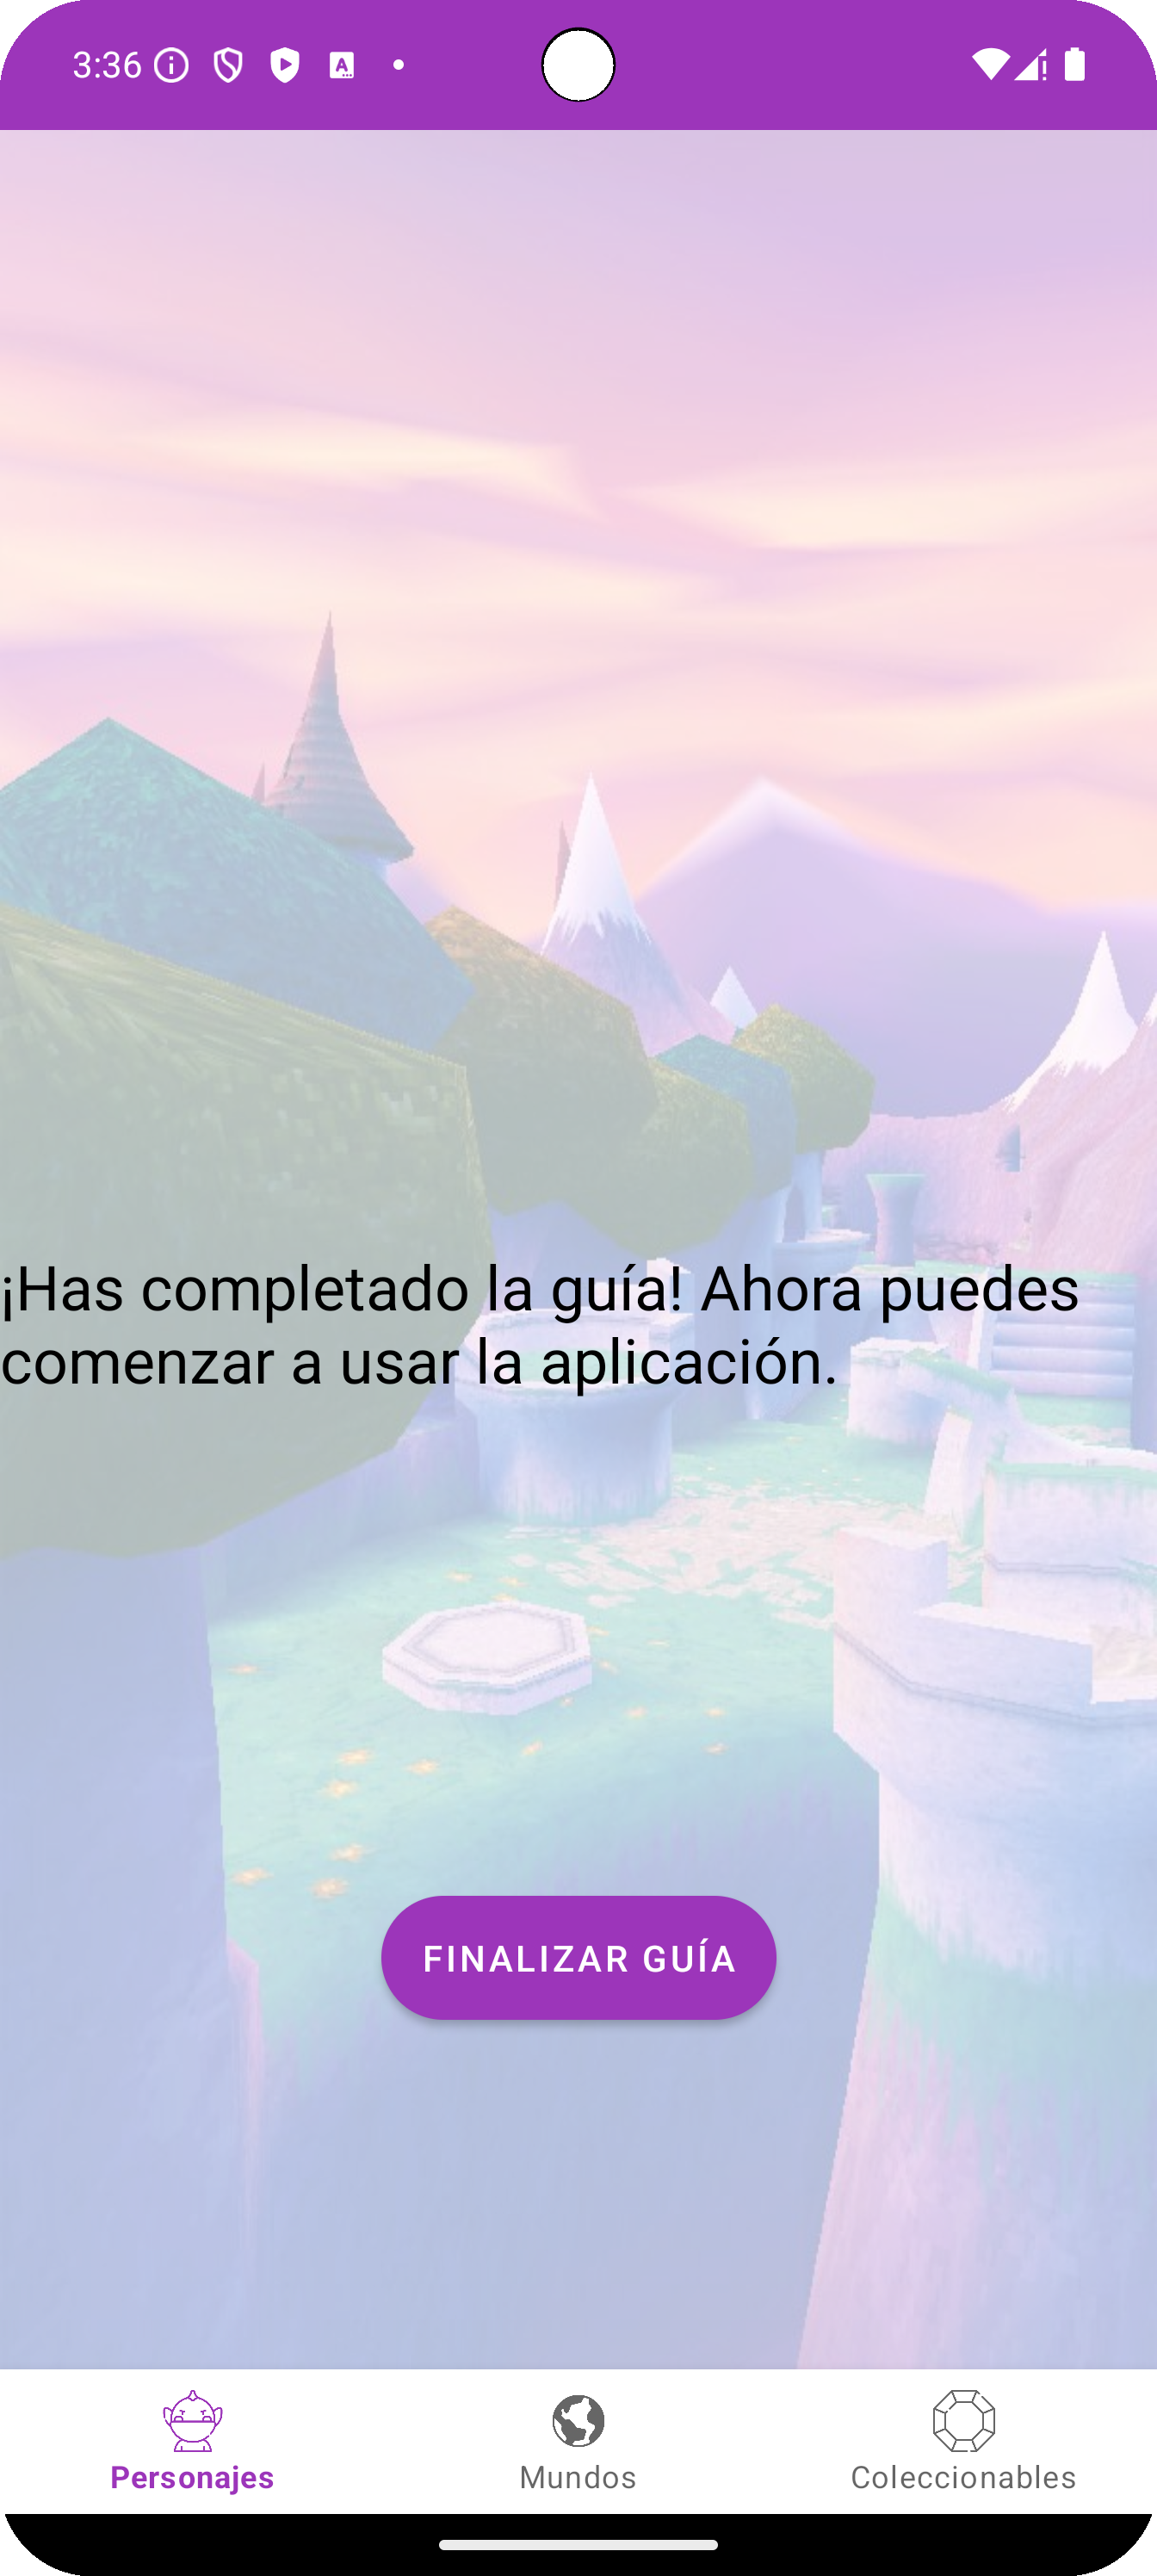 3:36
¡Has completado la guía! Ahora puedes
comenzar a usar la aplicación.
FINALIZAR GUÍA
Personajes
Mundos
Coleccionables